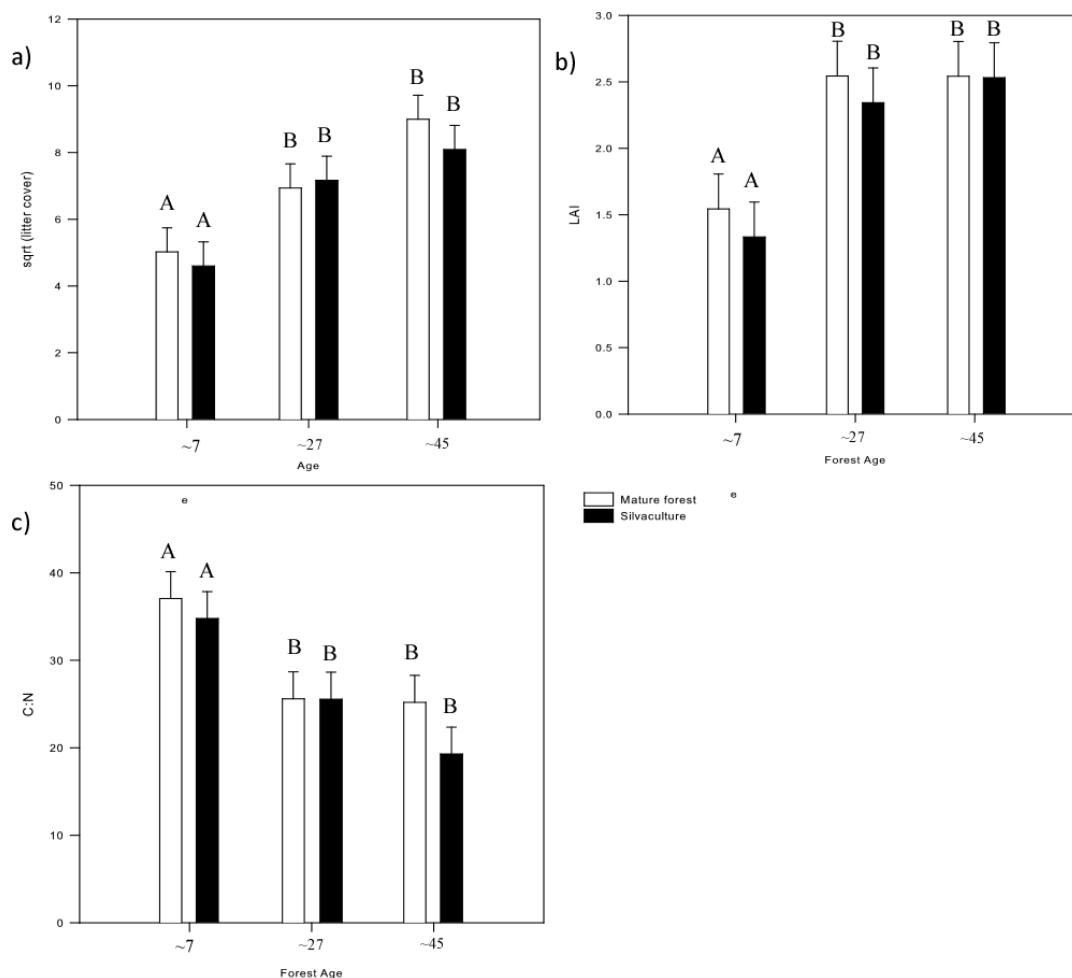 a)
sqrt (litter cover)
12
10
8
6
4
2
0
A A B B B B
~7 ~27 ~45
Age
b)
LAI
3.0
2.5
2.0
1.5
1.0
0.5
0.0
A A B B B B
~7 ~27 ~45
Forest Age
c)
C:N
50
40
30
20
10
0
e
A A B B B B
~7 ~27 ~45
Forest Age
Mature forest e
Silvaculture